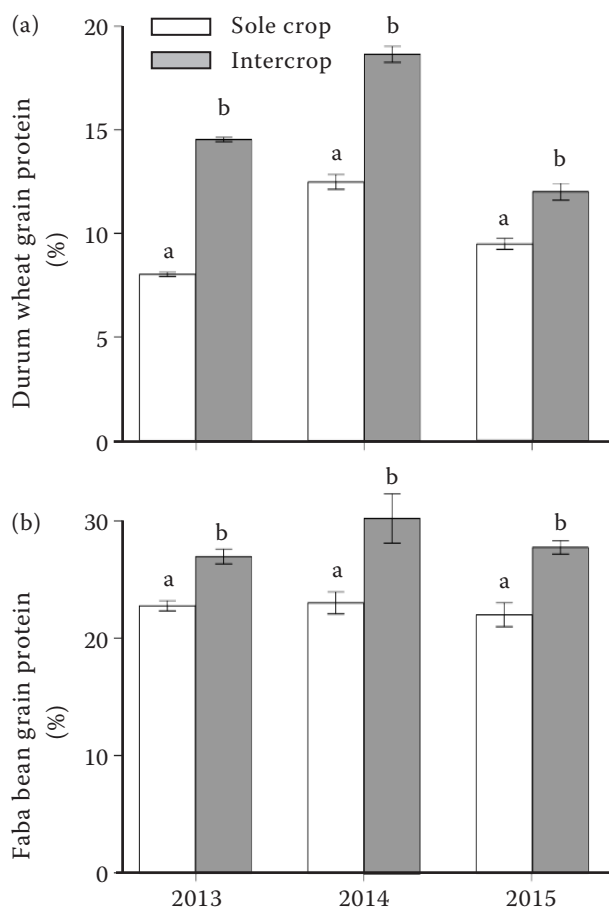 (a)
20
15
10
5
0
Durum wheat grain protein
(%)
Sole crop
Intercrop
a
b
a
b
a
b
(b)
30
20
10
0
Faba bean grain protein
(%)
a
b
a
b
a
b
2013
2014
2015